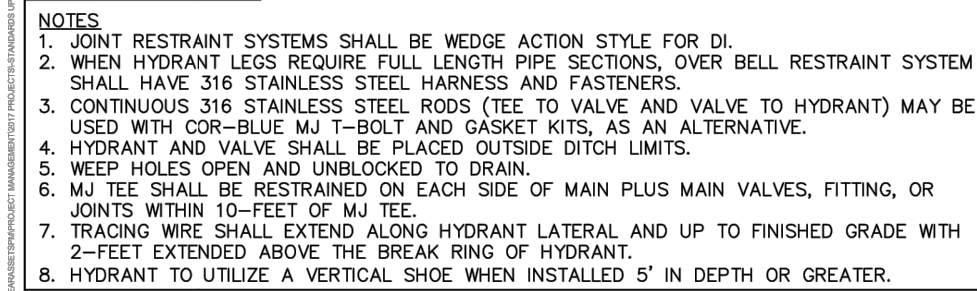 NOTES
1. JOINT RESTRAINT SYSTEMS SHALL BE WEDGE ACTION STYLE FOR DI.
2. WHEN HYDRANT LEGS REQUIRE FULL LENGTH PIPE SECTIONS, OVER BELL RESTRAINT SYSTEM
SHALL HAVE 316 STAINLESS STEEL HARNESS AND FASTENERS.
3. CONTINUOUS 316 STAINLESS STEEL RODS (TEE TO VALVE AND VALVE TO HYDRANT) MAY BE
USED WITH COR-BLUE MJ T-BOLT AND GASKET KITS, AS AN ALTERNATIVE.
4. HYDRANT AND VALVE SHALL BE PLACED OUTSIDE DITCH LIMITS.
5. WEEP HOLES OPEN AND UNBLOCKED TO DRAIN.
6. MJ TEE SHALL BE RESTRAINED ON EACH SIDE OF MAIN PLUS MAIN VALVES, FITTING, OR
JOINTS WITHIN 10-FEET OF MJ TEE.
7. TRACING WIRE SHALL EXTEND ALONG HYDRANT LATERAL AND UP TO FINISHED GRADE WITH
2-FEET EXTENDED ABOVE THE BREAK RING OF HYDRANT.
8. HYDRANT TO UTILIZE A VERTICAL SHOE WHEN INSTALLED 5' IN DEPTH OR GREATER.
EARASSETSPM\PROJECT MANAGEMENT\2017 PROJECTS\A-STANDARDS UP